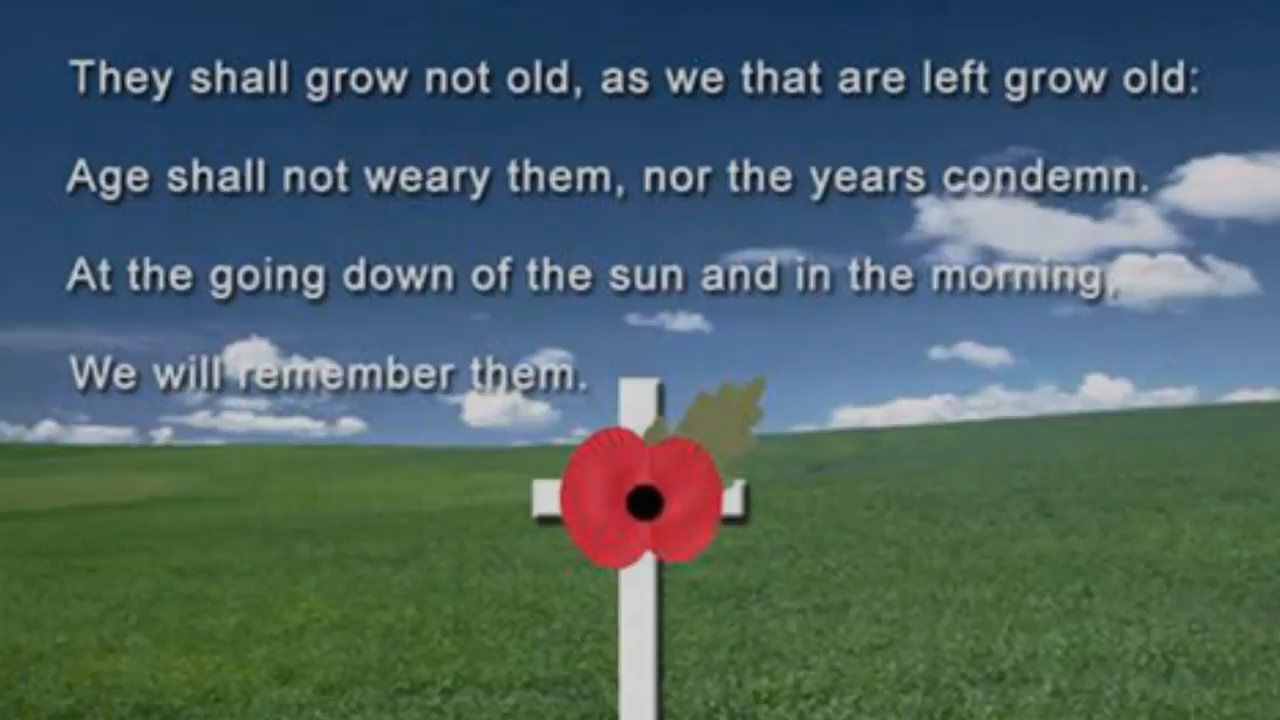 They shall grow not old, as we that are left grow old:
Age shall not weary them, nor the years condemn.
At the going down of the sun and in the morning,
We will remember them.